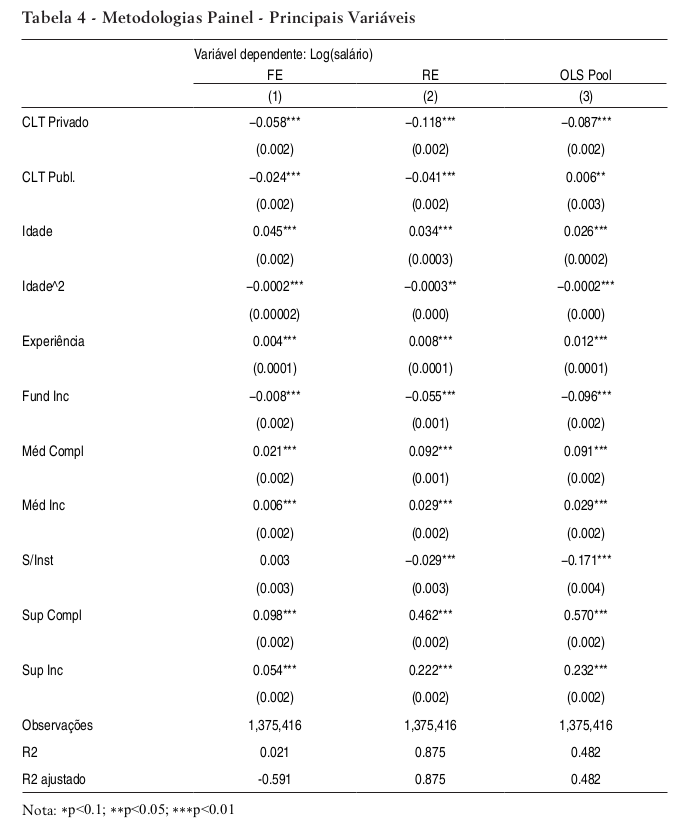 Tabela 4 - Metodologias Painel - Principais Variáveis
Variável dependente: Log(salário)
FE RE OLS Pool
(1) (2) (3)
CLT Privado −0.058*** −0.118*** −0.087***
(0.002) (0.002) (0.002)
CLT Publ. −0.024*** −0.041*** 0.006**
(0.002) (0.002) (0.003)
Idade 0.045*** 0.034*** 0.026***
(0.002) (0.0003) (0.0002)
Idade^2 −0.0002*** −0.0003** −0.0002***
(0.00002) (0.000) (0.000)
Experiência 0.004*** 0.008*** 0.012***
(0.0001) (0.0001) (0.0001)
Fund Inc −0.008*** −0.055*** −0.096***
(0.002) (0.001) (0.002)
Méd Compl 0.021*** 0.092*** 0.091***
(0.002) (0.001) (0.002)
Méd Inc 0.006*** 0.029*** 0.029***
(0.002) (0.002) (0.002)
S/Inst 0.003 −0.029*** −0.171***
(0.003) (0.003) (0.004)
Sup Compl 0.098*** 0.462*** 0.570***
(0.002) (0.002) (0.002)
Sup Inc 0.054*** 0.222*** 0.232***
(0.002) (0.002) (0.002)
Observações 1,375,416 1,375,416 1,375,416
R2 0.021 0.875 0.482
R2 ajustado -0.591 0.875 0.482
Nota: *p<0.1; **p<0.05; ***p<0.01